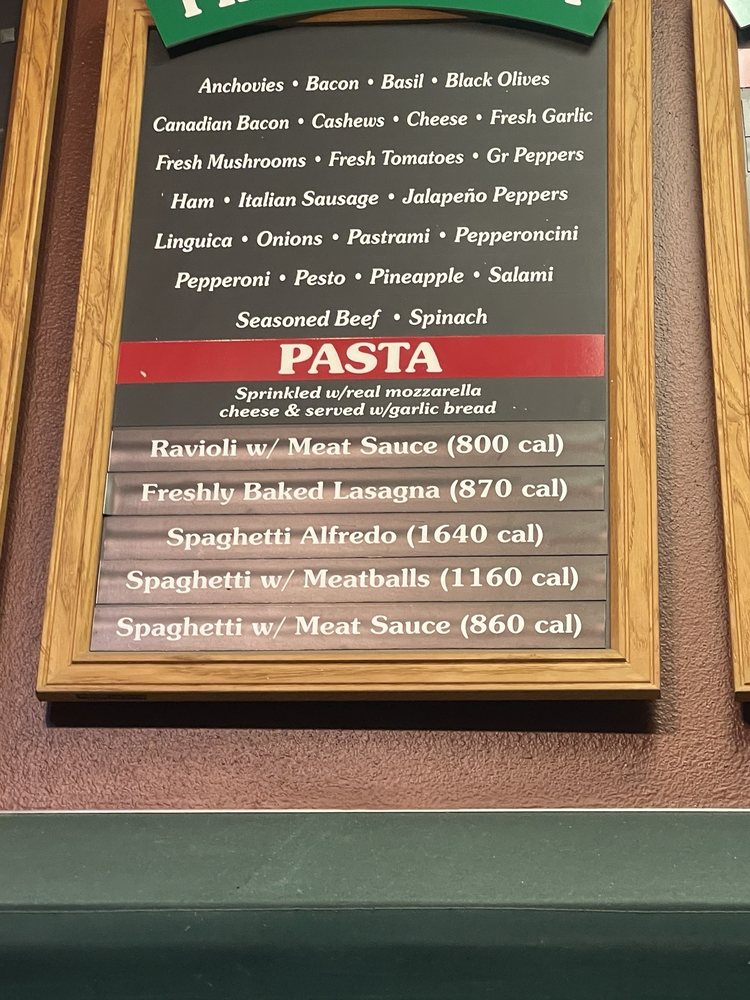 Anchovies • Bacon • Basil • Black Olives
Canadian Bacon • Cashews • Cheese • Fresh Garlic
Fresh Mushrooms • Fresh Tomatoes • Gr Peppers
Ham • Italian Sausage • Jalapeño Peppers
Linguica • Onions • Pastrami • Pepperoncini
Pepperoni • Pesto • Pineapple • Salami
Seasoned Beef • Spinach
PASTA
Sprinkled w/real mozzarella
cheese & served w/garlic bread
Ravioli w/ Meat Sauce (800 cal)
Freshly Baked Lasagna (870 cal)
Spaghetti Alfredo (1640 cal)
Spaghetti w/ Meatballs (1160 cal)
Spaghetti w/ Meat Sauce (860 cal)